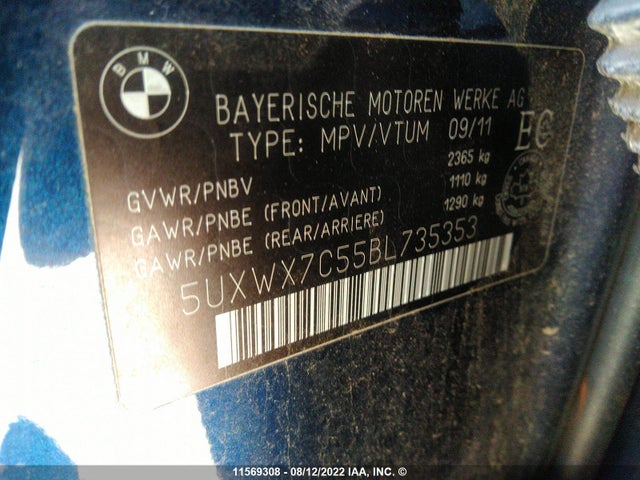 BMW
BAYERISCHE MOTOREN WERKE AG
TYPE: MPV/VTUM 09/11 EC
GVWR/PNBV 2365 kg
GAWR/PNBE (FRONT/AVANT) 1110 kg
GAWR/PNBE (REAR/ARRIERE) 1290 kg
5UXWX7C55BL735353
11569308 - 08/12/2022 IAA, INC. ©